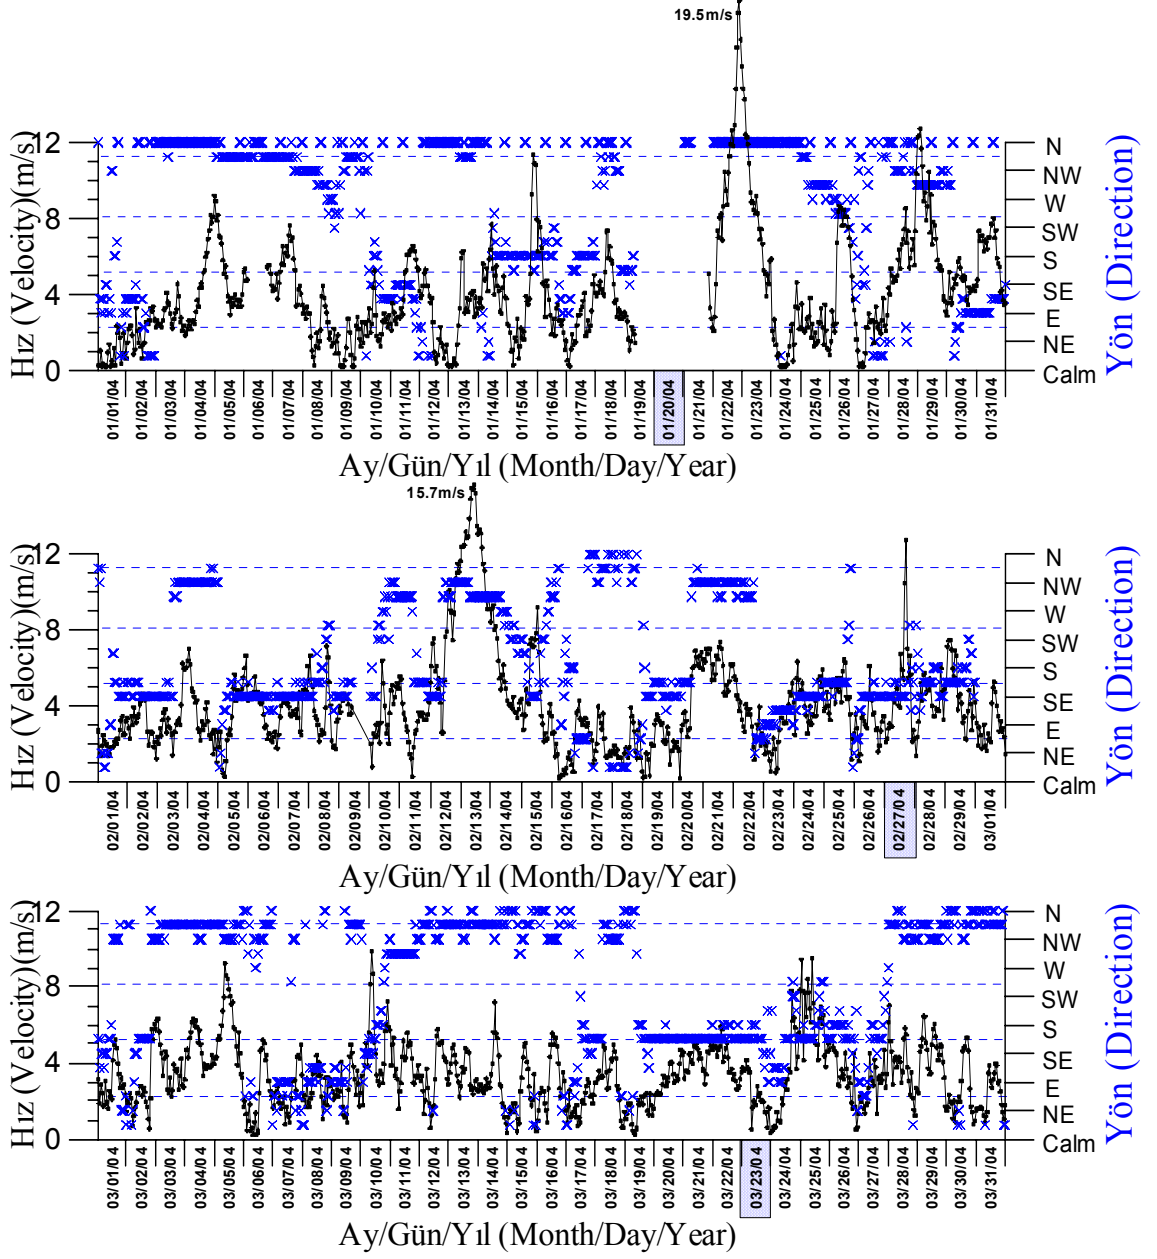 19.5m/s
Hız (Velocity)(m/s)
12
8
4
0
N
NW
W
SW
S
SE
E
NE
Calm
Yön (Direction)
01/01/04 01/02/04 01/03/04 01/04/04 01/05/04 01/06/04 01/07/04 01/08/04 01/09/04 01/10/04 01/11/04 01/12/04 01/13/04 01/14/04 01/15/04 01/16/04 01/17/04 01/18/04 01/19/04 01/20/04 01/21/04 01/22/04 01/23/04 01/24/04 01/25/04 01/26/04 01/27/04 01/28/04 01/29/04 01/30/04 01/31/04
Ay/Gün/Yıl (Month/Day/Year)
15.7m/s
Hız (Velocity)(m/s)
12
8
4
0
N
NW
W
SW
S
SE
E
NE
Calm
Yön (Direction)
02/01/04 02/02/04 02/03/04 02/04/04 02/05/04 02/06/04 02/07/04 02/08/04 02/09/04 02/10/04 02/11/04 02/12/04 02/13/04 02/14/04 02/15/04 02/16/04 02/17/04 02/18/04 02/19/04 02/20/04 02/21/04 02/22/04 02/23/04 02/24/04 02/25/04 02/26/04 02/27/04 02/28/04 02/29/04 03/01/04
Ay/Gün/Yıl (Month/Day/Year)
Hız (Velocity)(m/s)
12
8
4
0
N
NW
W
SW
S
SE
E
NE
Calm
Yön (Direction)
03/01/04 03/02/04 03/03/04 03/04/04 03/05/04 03/06/04 03/07/04 03/08/04 03/09/04 03/10/04 03/11/04 03/12/04 03/13/04 03/14/04 03/15/04 03/16/04 03/17/04 03/18/04 03/19/04 03/20/04 03/21/04 03/22/04 03/23/04 03/24/04 03/25/04 03/26/04 03/27/04 03/28/04 03/29/04 03/30/04 03/31/04
Ay/Gün/Yıl (Month/Day/Year)